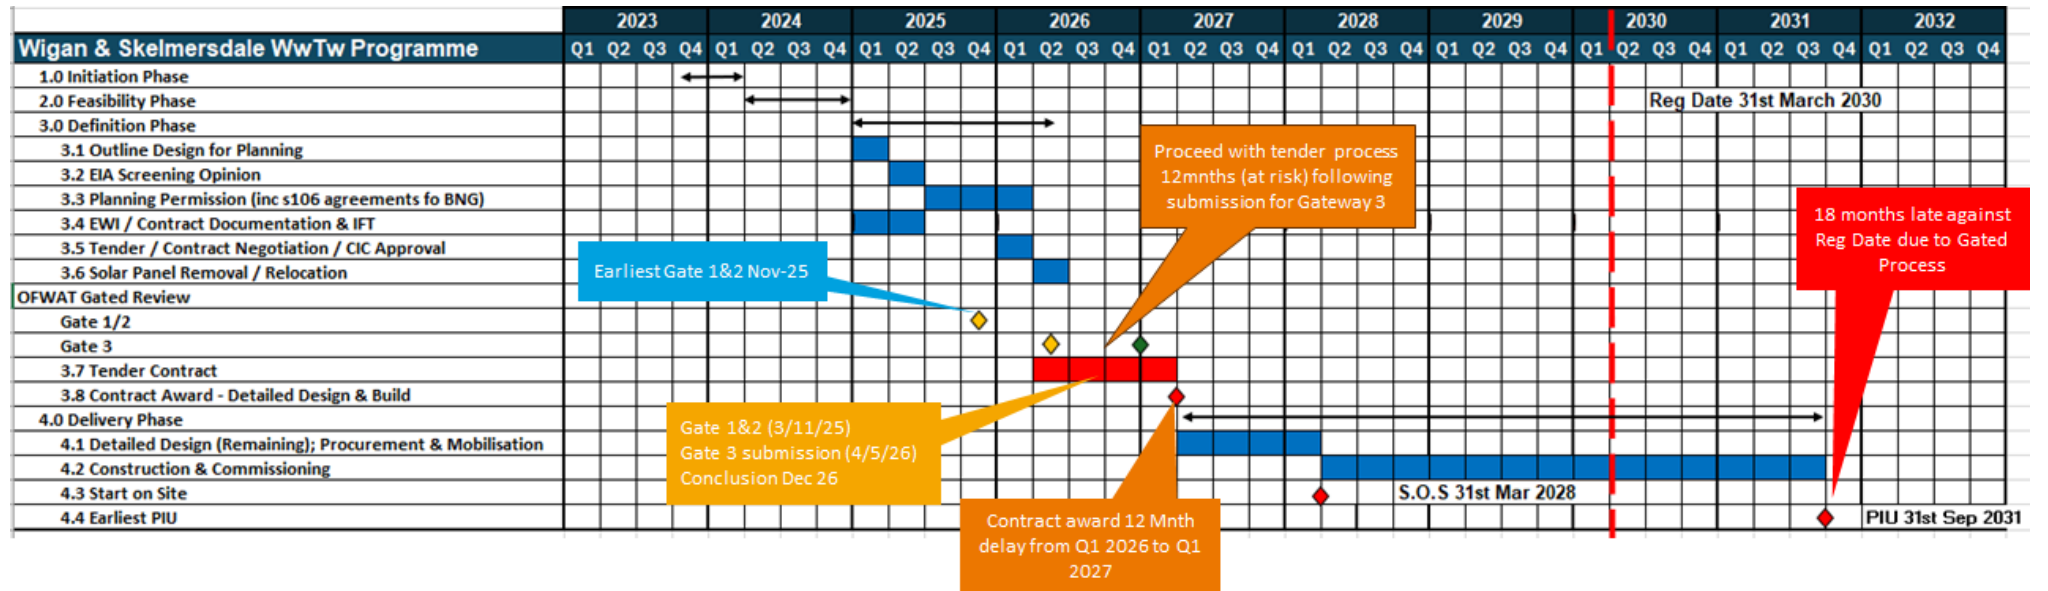 2023 2024 2025 2026 2027 2028 2029 2030 2031 2032
Wigan & Skelmersdale WwTw Programme Q1 Q2 Q3 Q4 Q1 Q2 Q3 Q4 Q1 Q2 Q3 Q4 Q1 Q2 Q3 Q4 Q1 Q2 Q3 Q4 Q1 Q2 Q3 Q4 Q1 Q2 Q3 Q4 Q1 Q2 Q3 Q4 Q1 Q2 Q3 Q4 Q1 Q2 Q3 Q4
1.0 Initiation Phase
2.0 Feasibility Phase
Reg Date 31st March 2030
3.0 Definition Phase
3.1 Outline Design for Planning
3.2 EIA Screening Opinion
3.3 Planning Permission (inc s106 agreements fo BNG)
3.4 EWI / Contract Documentation & IFT
3.5 Tender / Contract Negotiation / CIC Approval
3.6 Solar Panel Removal / Relocation
Proceed with tender process
12mnths (at risk) following
submission for Gateway 3
18 months late against
Reg Date due to Gated
Process
Earliest Gate 1&2 Nov-25
OFWAT Gated Review
Gate 1/2
Gate 3
3.7 Tender Contract
3.8 Contract Award - Detailed Design & Build
4.0 Delivery Phase
4.1 Detailed Design (Remaining); Procurement & Mobilisation
4.2 Construction & Commissioning
4.3 Start on Site
4.4 Earliest PIU
Gate 1&2 (3/11/25)
Gate 3 submission (4/5/26)
Conclusion Dec 26
S.O.S 31st Mar 2028
PIU 31st Sep 2031
Contract award 12 Mnth
delay from Q1 2026 to Q1
2027